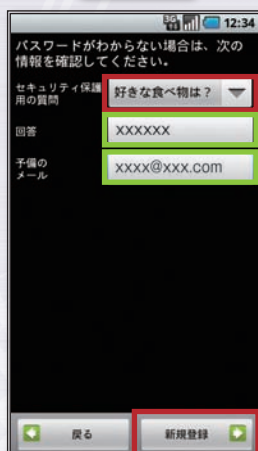 3G 12:34
パスワードがわからない場合は、次の
情報を確認してください。
セキュリティ保護
用の質問
好きな食べ物は？
回答
xxxxxx
予備の
メール
xxxx@xxx.com
戻る
新規登録